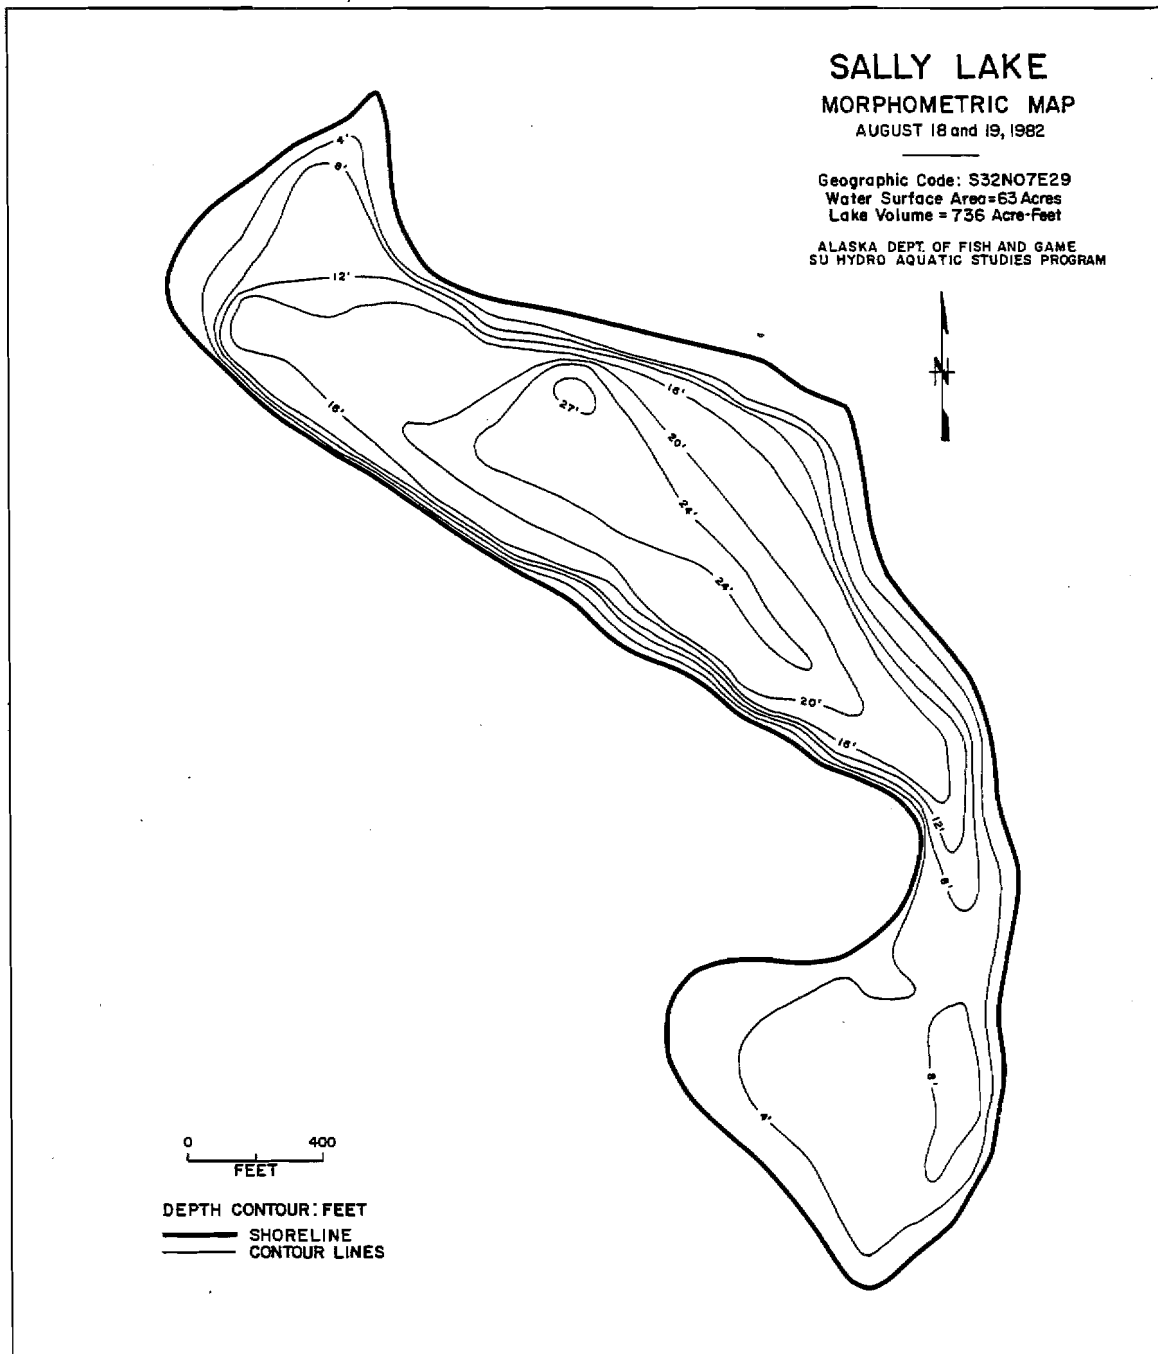 SALLY LAKE
MORPHOMETRIC MAP
AUGUST 18 and 19, 1982
Geographic Code: S32N07E29
Water Surface Area=63 Acres
Lake Volume = 736 Acre-Feet
ALASKA DEPT. OF FISH AND GAME
SU HYDRO AQUATIC STUDIES PROGRAM
N
4'
8'
12'
16'
27'
16'
20'
24'
24'
20'
16'
12'
8'
8'
4'
0 400
FEET
DEPTH CONTOUR: FEET
SHORELINE
CONTOUR LINES